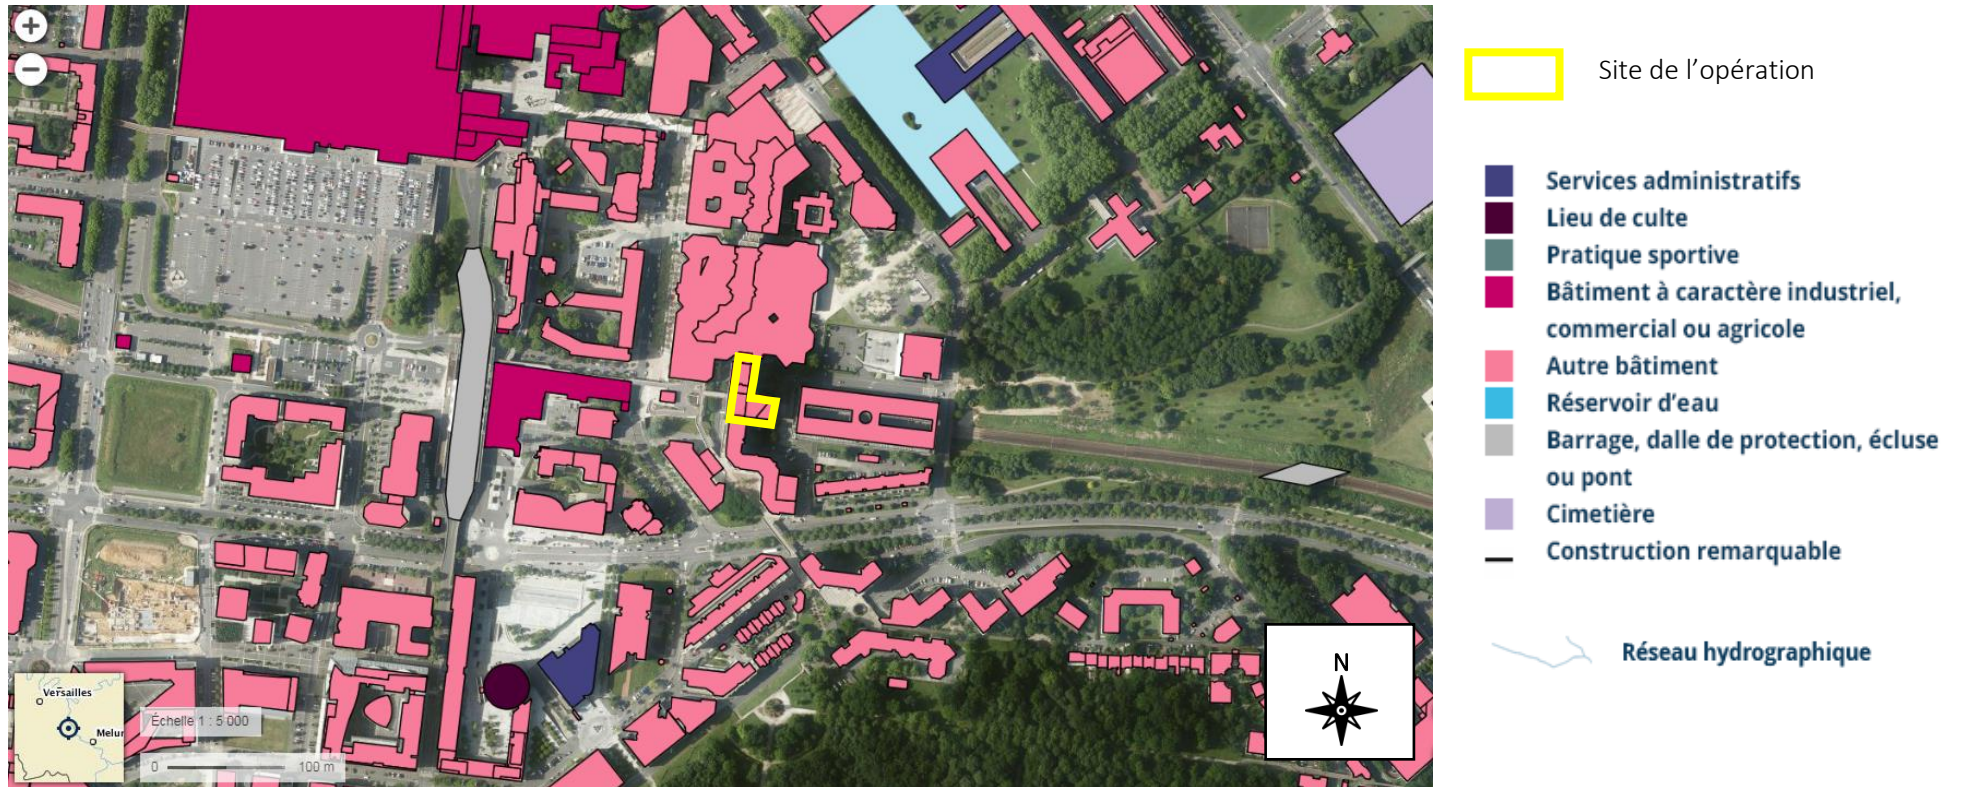 +
−
Site de l’opération
Services administratifs
Lieu de culte
Pratique sportive
Bâtiment à caractère industriel,
commercial ou agricole
Autre bâtiment
Réservoir d’eau
Barrage, dalle de protection, écluse
ou pont
Cimetière
Construction remarquable
Réseau hydrographique
N
Versailles
Melun
Échelle 1 : 5 000
0 100 m